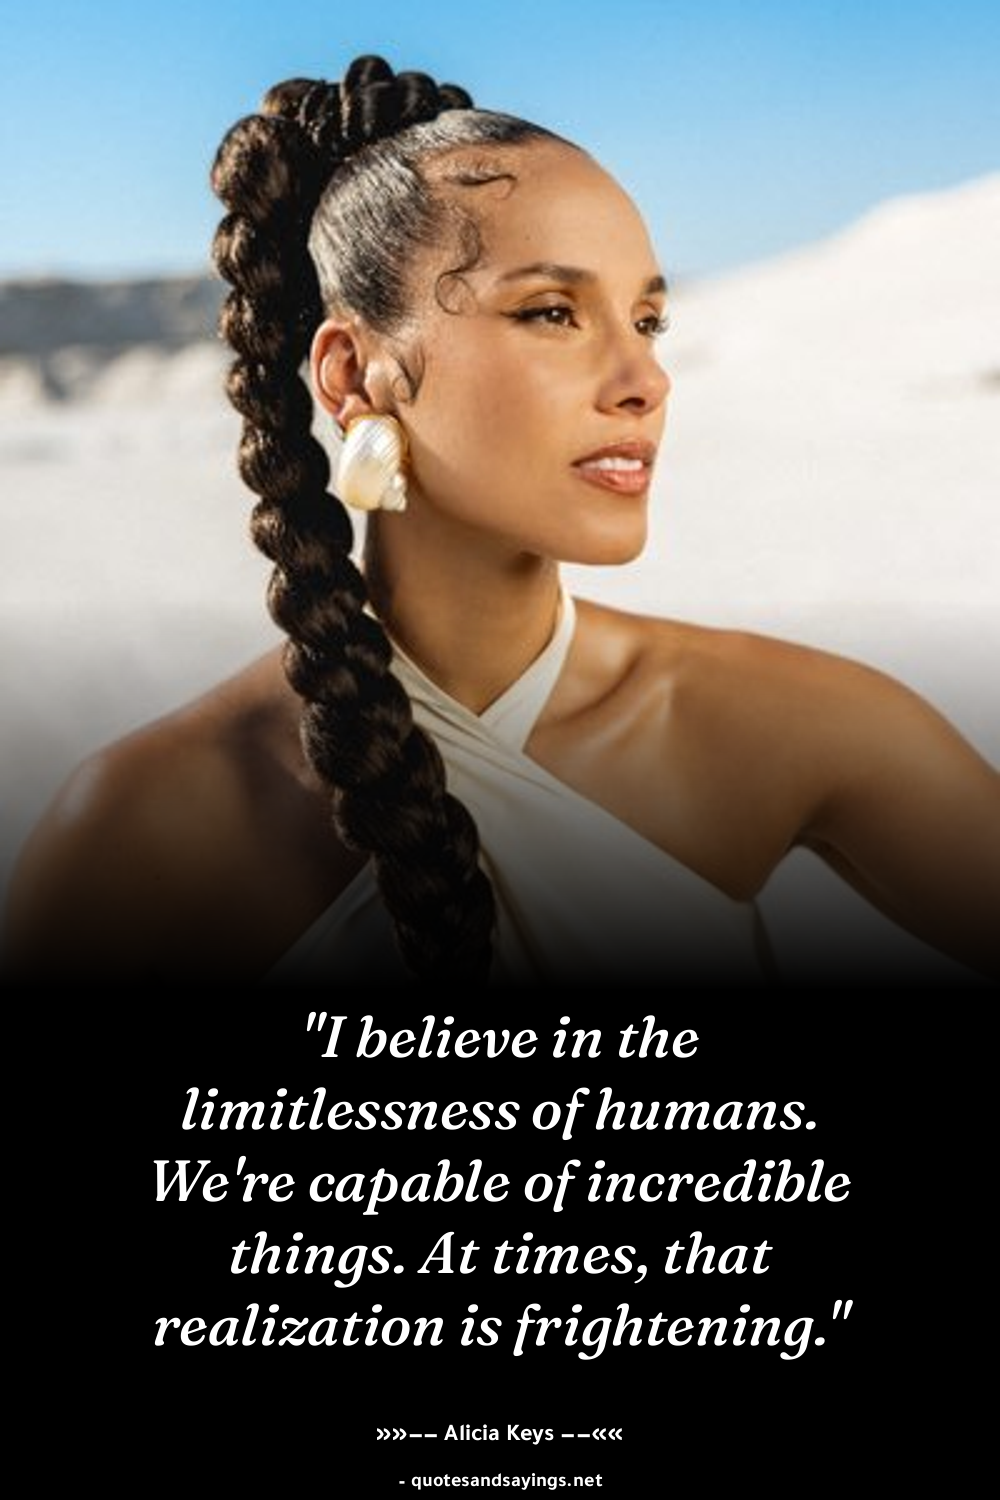 "I believe in the
limitlessness of humans.
We're capable of incredible
things. At times, that
realization is frightening."
»»–– Alicia Keys ––««
- quotesandsayings.net